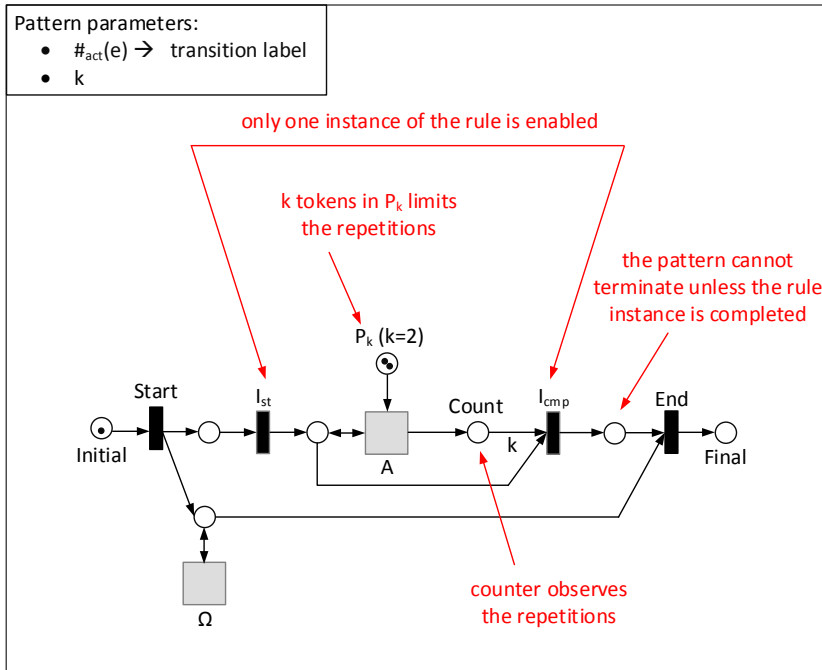 Pattern parameters:
• #act(e) → transition label
• k
only one instance of the rule is enabled
k tokens in Pk limits
the repetitions
the pattern cannot
terminate unless the rule
instance is completed
Pk (k=2)
Start
Ist
Count
Icmp
End
Initial
A
k
Final
Ω
counter observes
the repetitions